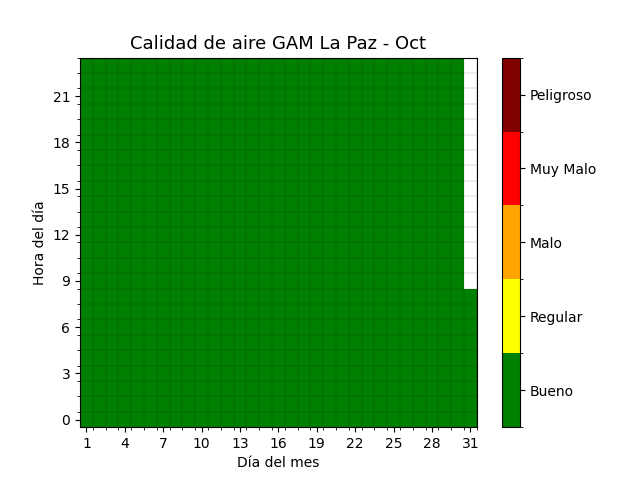 Calidad de aire GAM La Paz - Oct
Hora del día
21
18
15
12
9
6
3
0
1 4 7 10 13 16 19 22 25 28 31
Día del mes
Peligroso
Muy Malo
Malo
Regular
Bueno